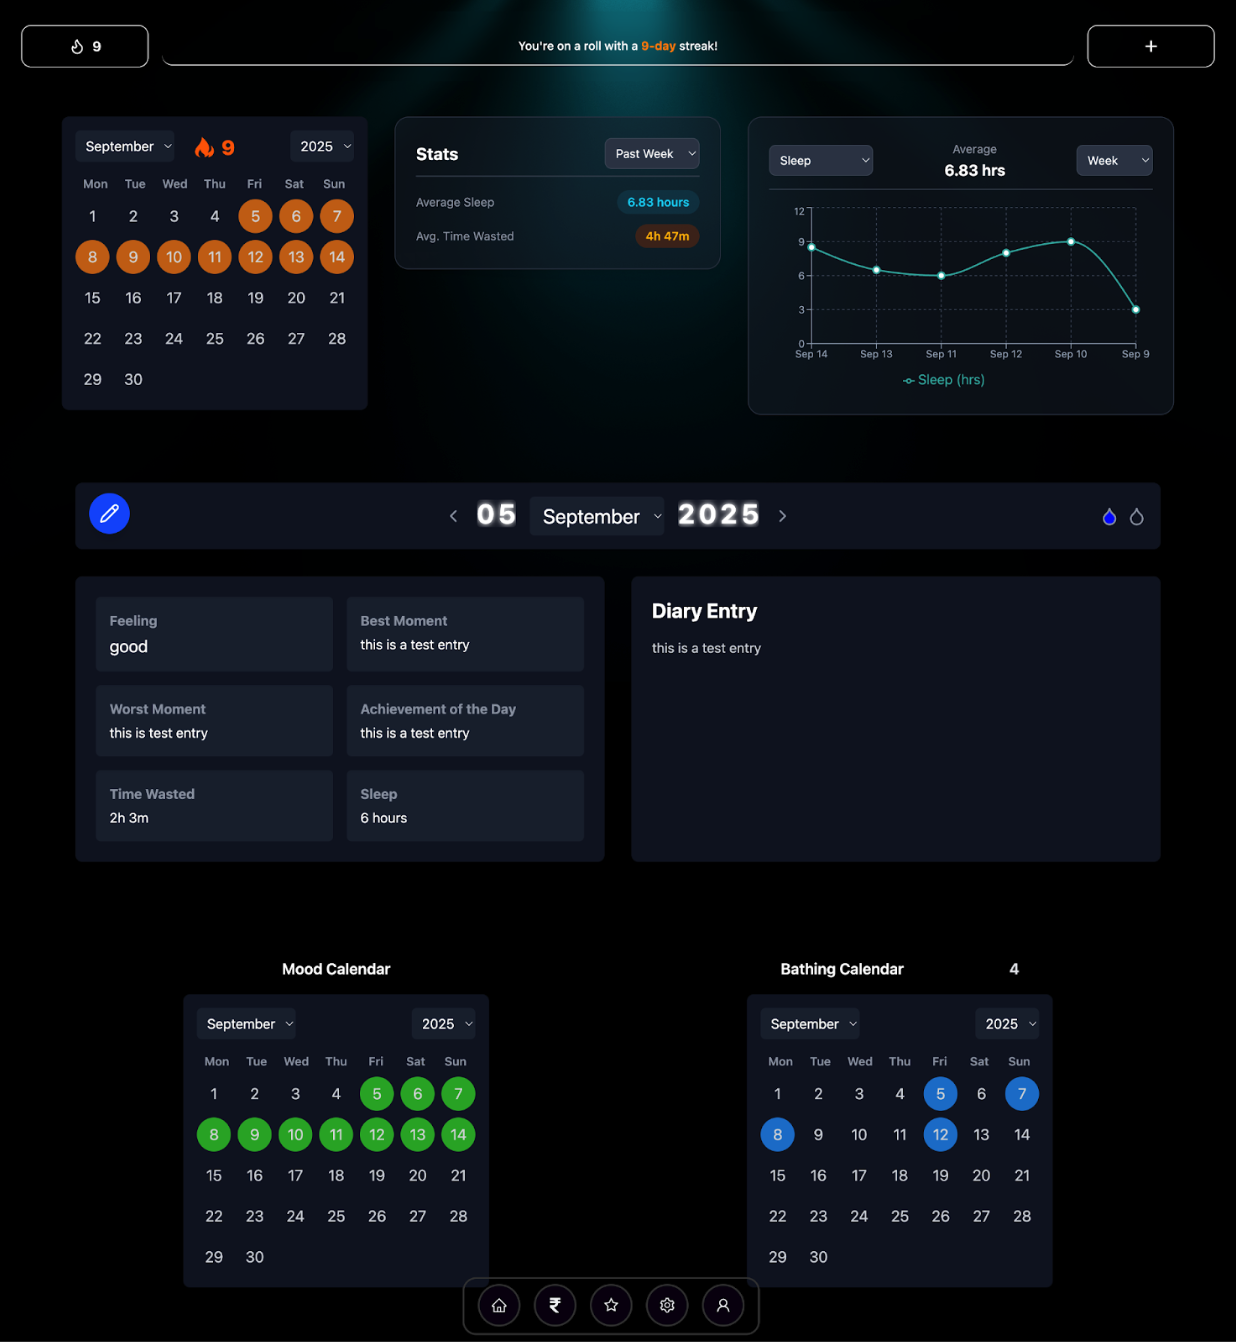 9
You're on a roll with a 9-day streak!
+
September 9 2025
Mon Tue Wed Thu Fri Sat Sun
1 2 3 4 5 6 7
8 9 10 11 12 13 14
15 16 17 18 19 20 21
22 23 24 25 26 27 28
29 30
Stats Past Week
Average Sleep 6.83 hours
Avg. Time Wasted 4h 47m
Sleep Average Week
6.83 hrs
12
9
6
3
0
Sep 14 Sep 13 Sep 11 Sep 12 Sep 10 Sep 9
Sleep (hrs)
05 September 2025
Feeling
good
Best Moment
this is a test entry
Worst Moment
this is test entry
Achievement of the Day
this is a test entry
Time Wasted
2h 3m
Sleep
6 hours
Diary Entry
this is a test entry
Mood Calendar
September 2025
Mon Tue Wed Thu Fri Sat Sun
1 2 3 4 5 6 7
8 9 10 11 12 13 14
15 16 17 18 19 20 21
22 23 24 25 26 27 28
29 30
Bathing Calendar 4
September 2025
Mon Tue Wed Thu Fri Sat Sun
1 2 3 4 5 6 7
8 9 10 11 12 13 14
15 16 17 18 19 20 21
22 23 24 25 26 27 28
29 30
₹